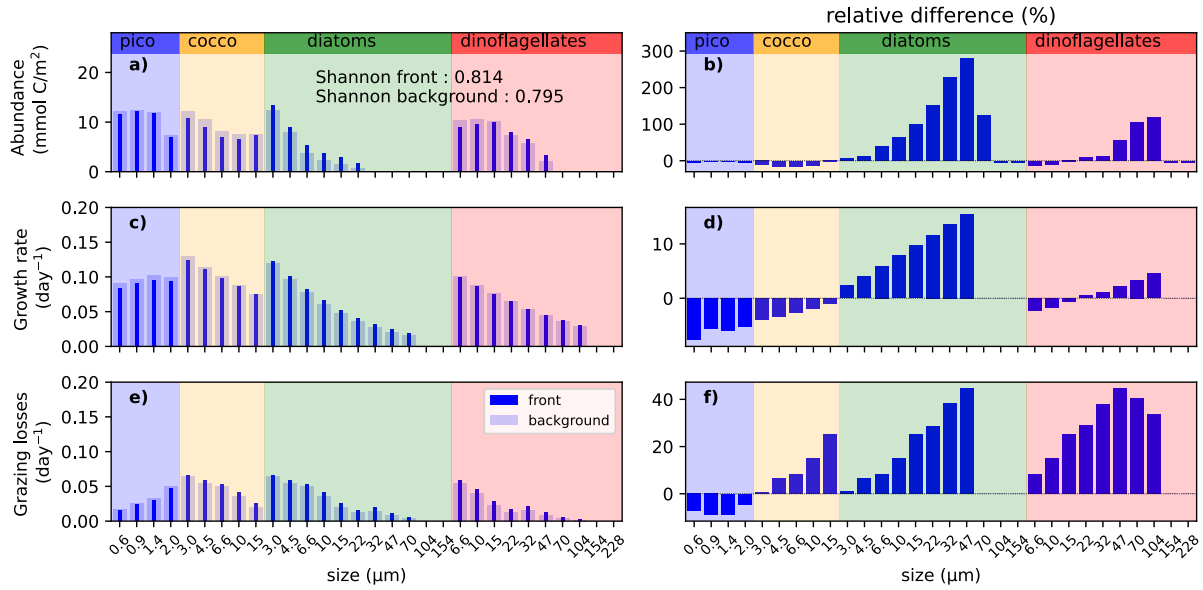 relative difference (%)
pico cocco diatoms dinoflagellates
pico cocco diatoms dinoflagellates
Abundance
(mmol C/m²)
20
10
0
a)
Shannon front : 0.814
Shannon background : 0.795
300
200
100
0
b)
Growth rate
(day⁻¹)
0.20
0.15
0.10
0.05
0.00
c)
10
0
d)
Grazing losses
(day⁻¹)
0.20
0.15
0.10
0.05
0.00
e)
front
background
40
20
0
f)
0.6 0.9 1.4 2.0 3.0 4.5 6.6 10 15 3.0 4.5 6.6 10 15 22 32 47 70 104 154 6.6 10 15 22 32 47 70 104 154 228
0.6 0.9 1.4 2.0 3.0 4.5 6.6 10 15 3.0 4.5 6.6 10 15 22 32 47 70 104 154 6.6 10 15 22 32 47 70 104 154 228
size (μm)
size (μm)